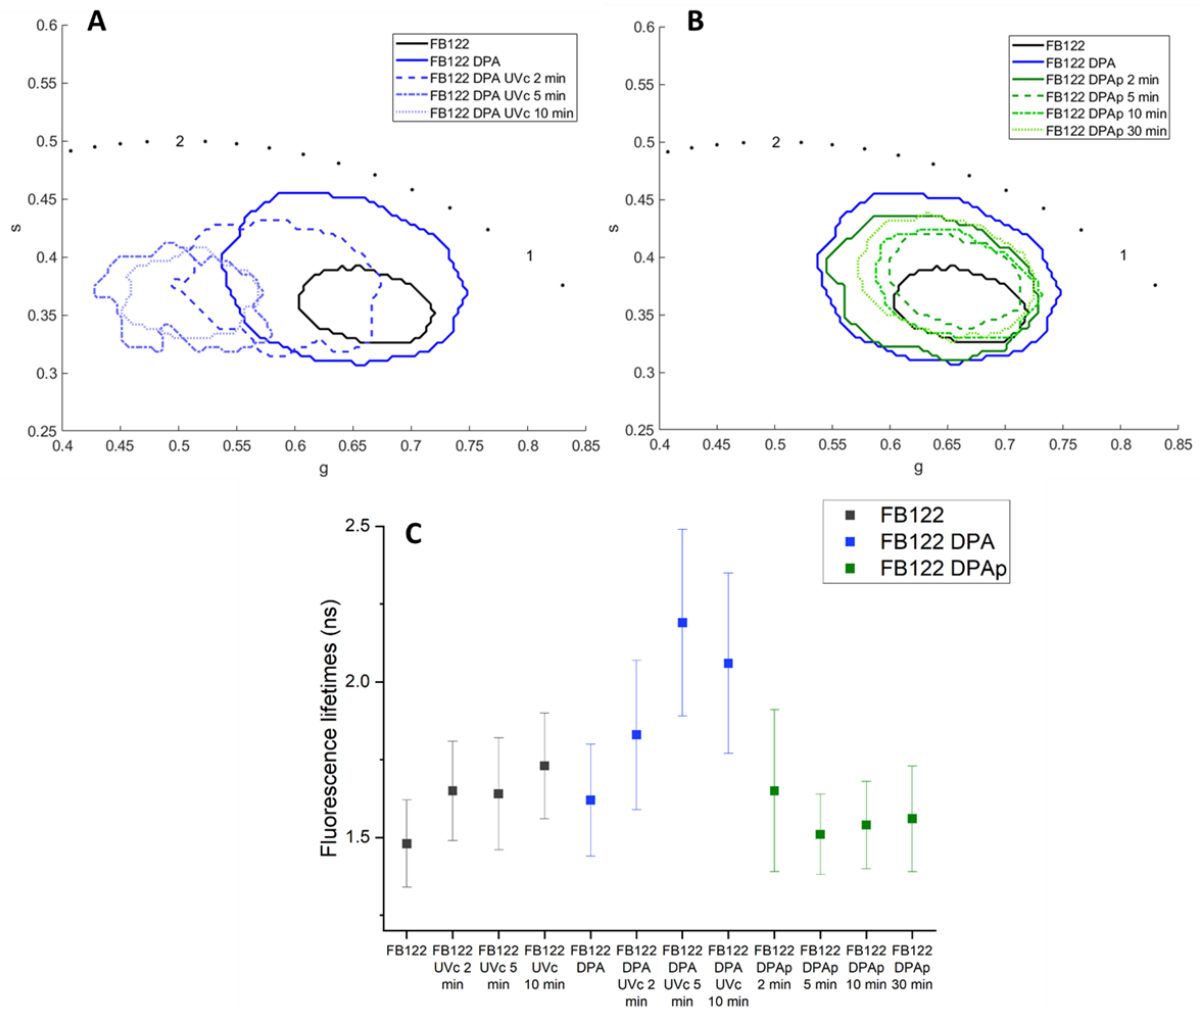 A
0.6
0.55
0.5
0.45
0.4
0.35
0.3
0.25
s
FB122
FB122 DPA
FB122 DPA UVc 2 min
FB122 DPA UVc 5 min
FB122 DPA UVc 10 min
2
1
0.4 0.45 0.5 0.55 0.6 0.65 0.7 0.75 0.8 0.85
g
B
0.6
0.55
0.5
0.45
0.4
0.35
0.3
0.25
s
FB122
FB122 DPA
FB122 DPAp 2 min
FB122 DPAp 5 min
FB122 DPAp 10 min
FB122 DPAp 30 min
2
1
0.4 0.45 0.5 0.55 0.6 0.65 0.7 0.75 0.8 0.85
g
C
FB122
FB122 DPA
FB122 DPAp
2.5
2.0
1.5
Fluorescence lifetimes (ns)
FB122
FB122
UVc 2
min
FB122
UVc 5
min
FB122
UVc
10 min
FB122
DPA
FB122
DPA
UVc 2
min
FB122
DPA
UVc 5
min
FB122
DPA
UVc
10 min
FB122
DPAp
2 min
FB122
DPAp
5 min
FB122
DPAp
10 min
FB122
DPAp
30 min